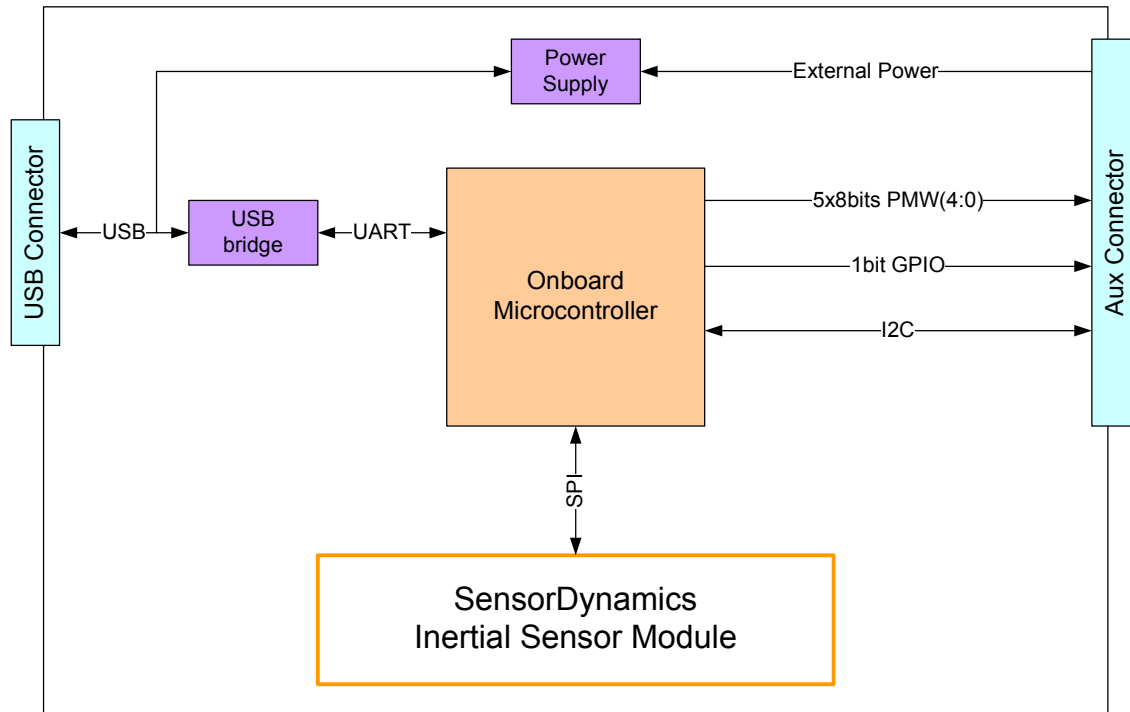 Power
Supply
External Power
USB Connector
USB
USB
bridge
UART
Onboard
Microcontroller
5x8bits PMW(4:0)
1bit GPIO
I2C
Aux Connector
SPI
SensorDynamics
Inertial Sensor Module